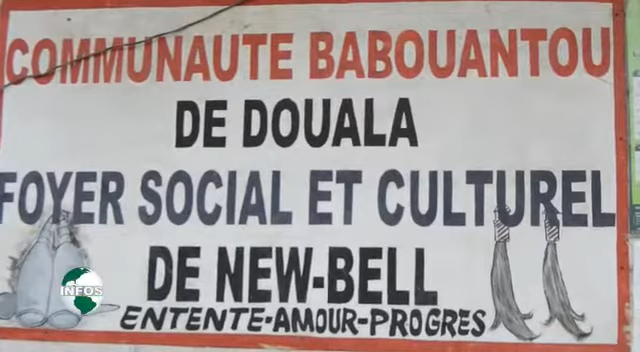 COMMUNAUTE BABOUANTOU
DE DOUALA
FOYER SOCIAL ET CULTUREL
DE NEW-BELL
ENTENTE-AMOUR-PROGRES
INFOS